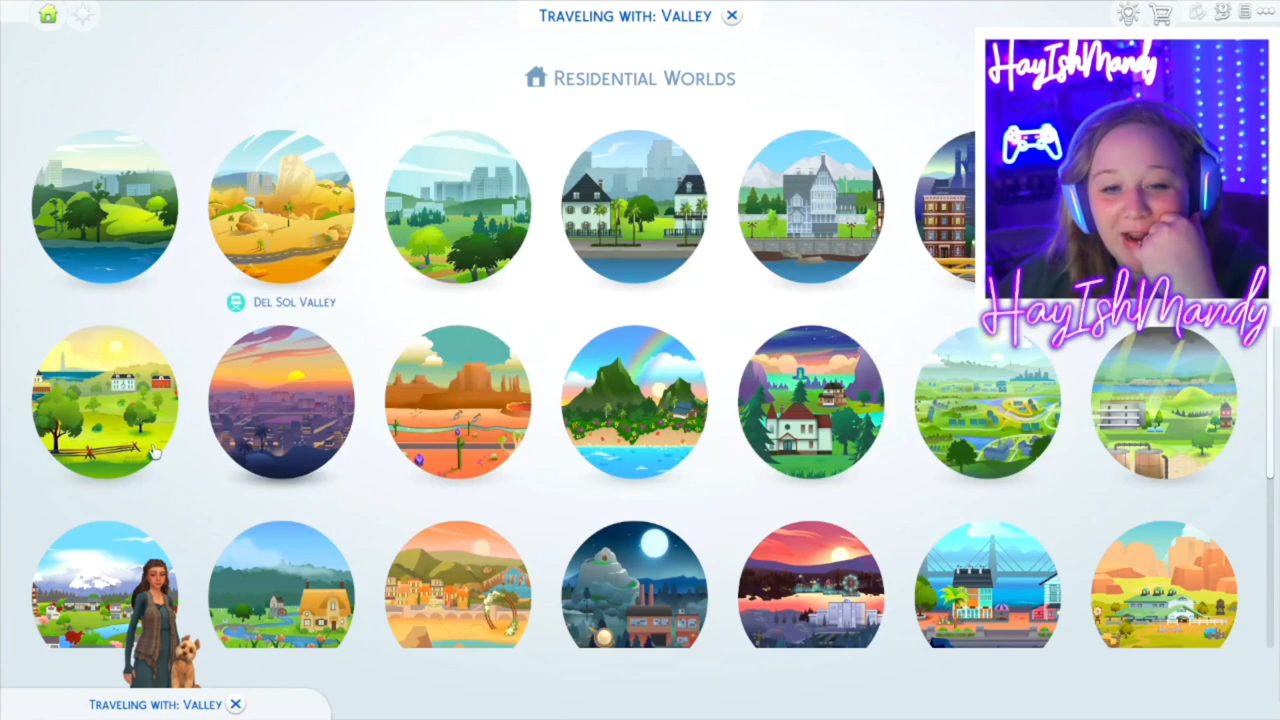 TRAVELING WITH: VALLEY
RESIDENTIAL WORLDS
HayIshMandy
HayIshMandy
DEL SOL VALLEY
TRAVELING WITH: VALLEY